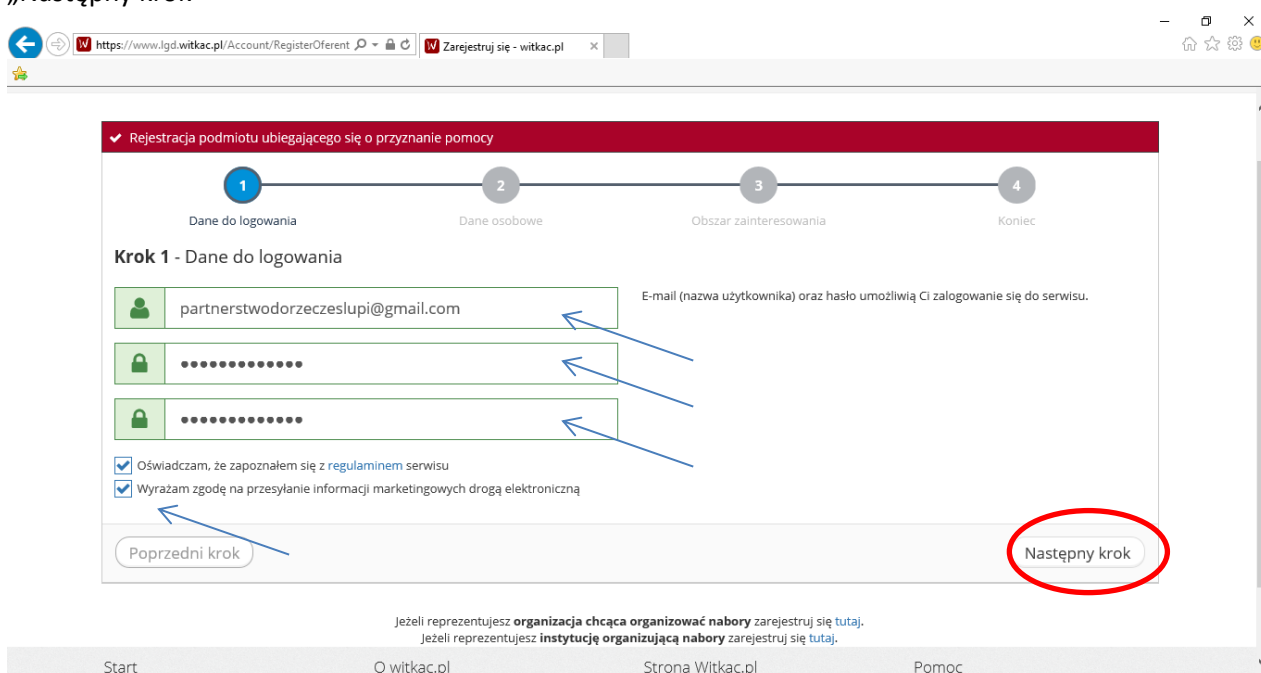 „Następny krok
https://www.lgd.witkac.pl/Account/RegisterOferent
Zarejestruj się - witkac.pl
Rejestracja podmiotu ubiegającego się o przyznanie pomocy
1
2
3
4
Dane do logowania
Dane osobowe
Obszar zainteresowania
Koniec
Krok 1 - Dane do logowania
partnerstwodorzeczeslupi@gmail.com
E-mail (nazwa użytkownika) oraz hasło umożliwią Ci zalogowanie się do serwisu.
•••••••••••••
•••••••••••••
Oświadczam, że zapoznałem się z regulaminem serwisu
Wyrażam zgodę na przesyłanie informacji marketingowych drogą elektroniczną
Poprzedni krok
Następny krok
Jeżeli reprezentujesz organizacja chcąca organizować nabory zarejestruj się tutaj.
Jeżeli reprezentujesz instytucję organizującą nabory zarejestruj się tutaj.
Start
O witkac.pl
Strona Witkac.pl
Pomoc